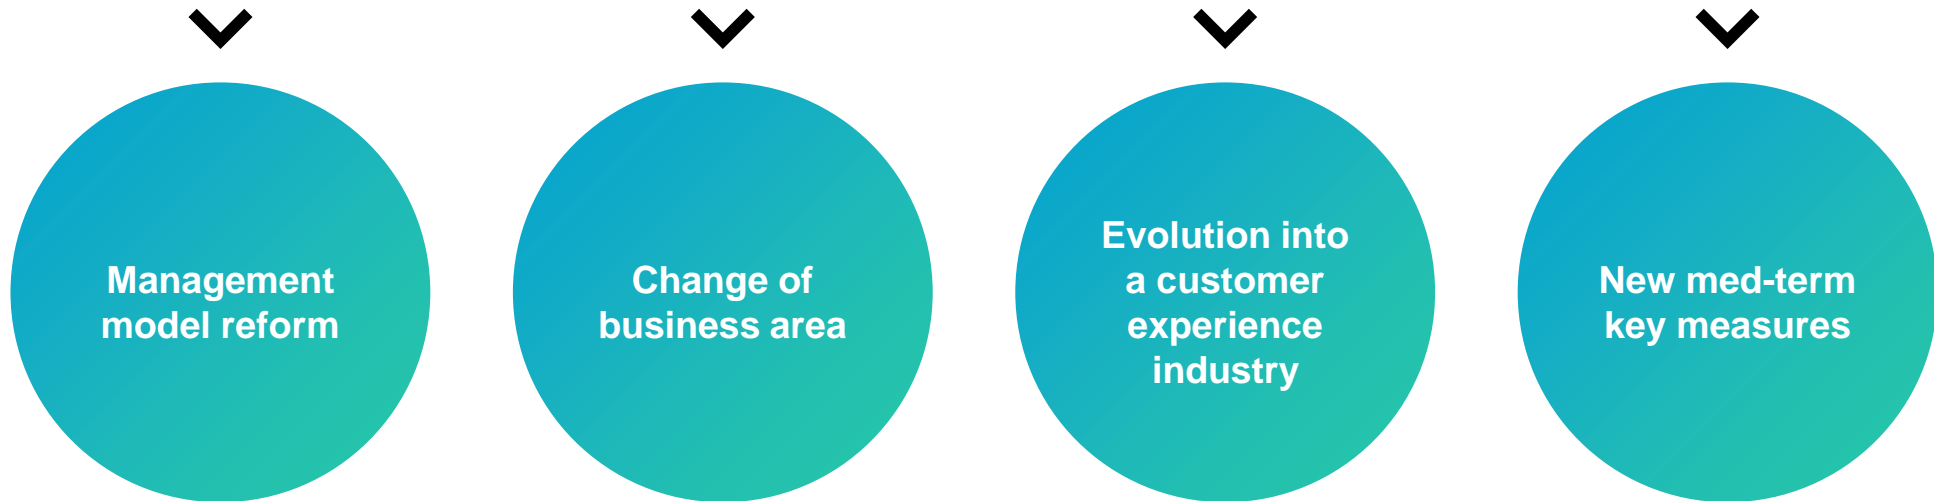 Management
model reform
Change of
business area
Evolution into
a customer
experience
industry
New med-term
key measures